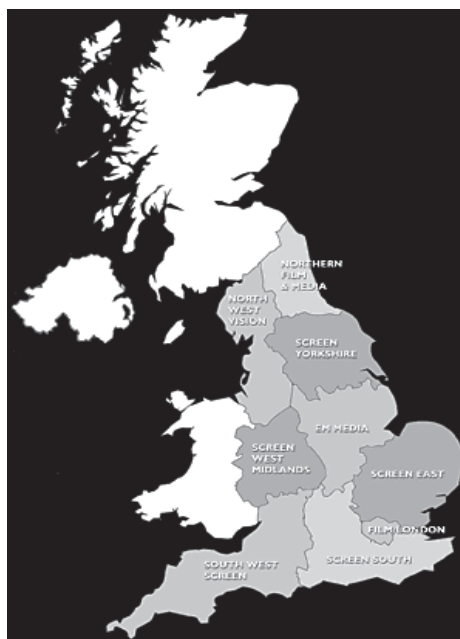 NORTHERN
FILM
& MEDIA
NORTH
WEST
VISION
SCREEN
YORKSHIRE
EM MEDIA
SCREEN
WEST
MIDLANDS
SCREEN EAST
FILM LONDON
SOUTH WEST
SCREEN
SCREEN SOUTH